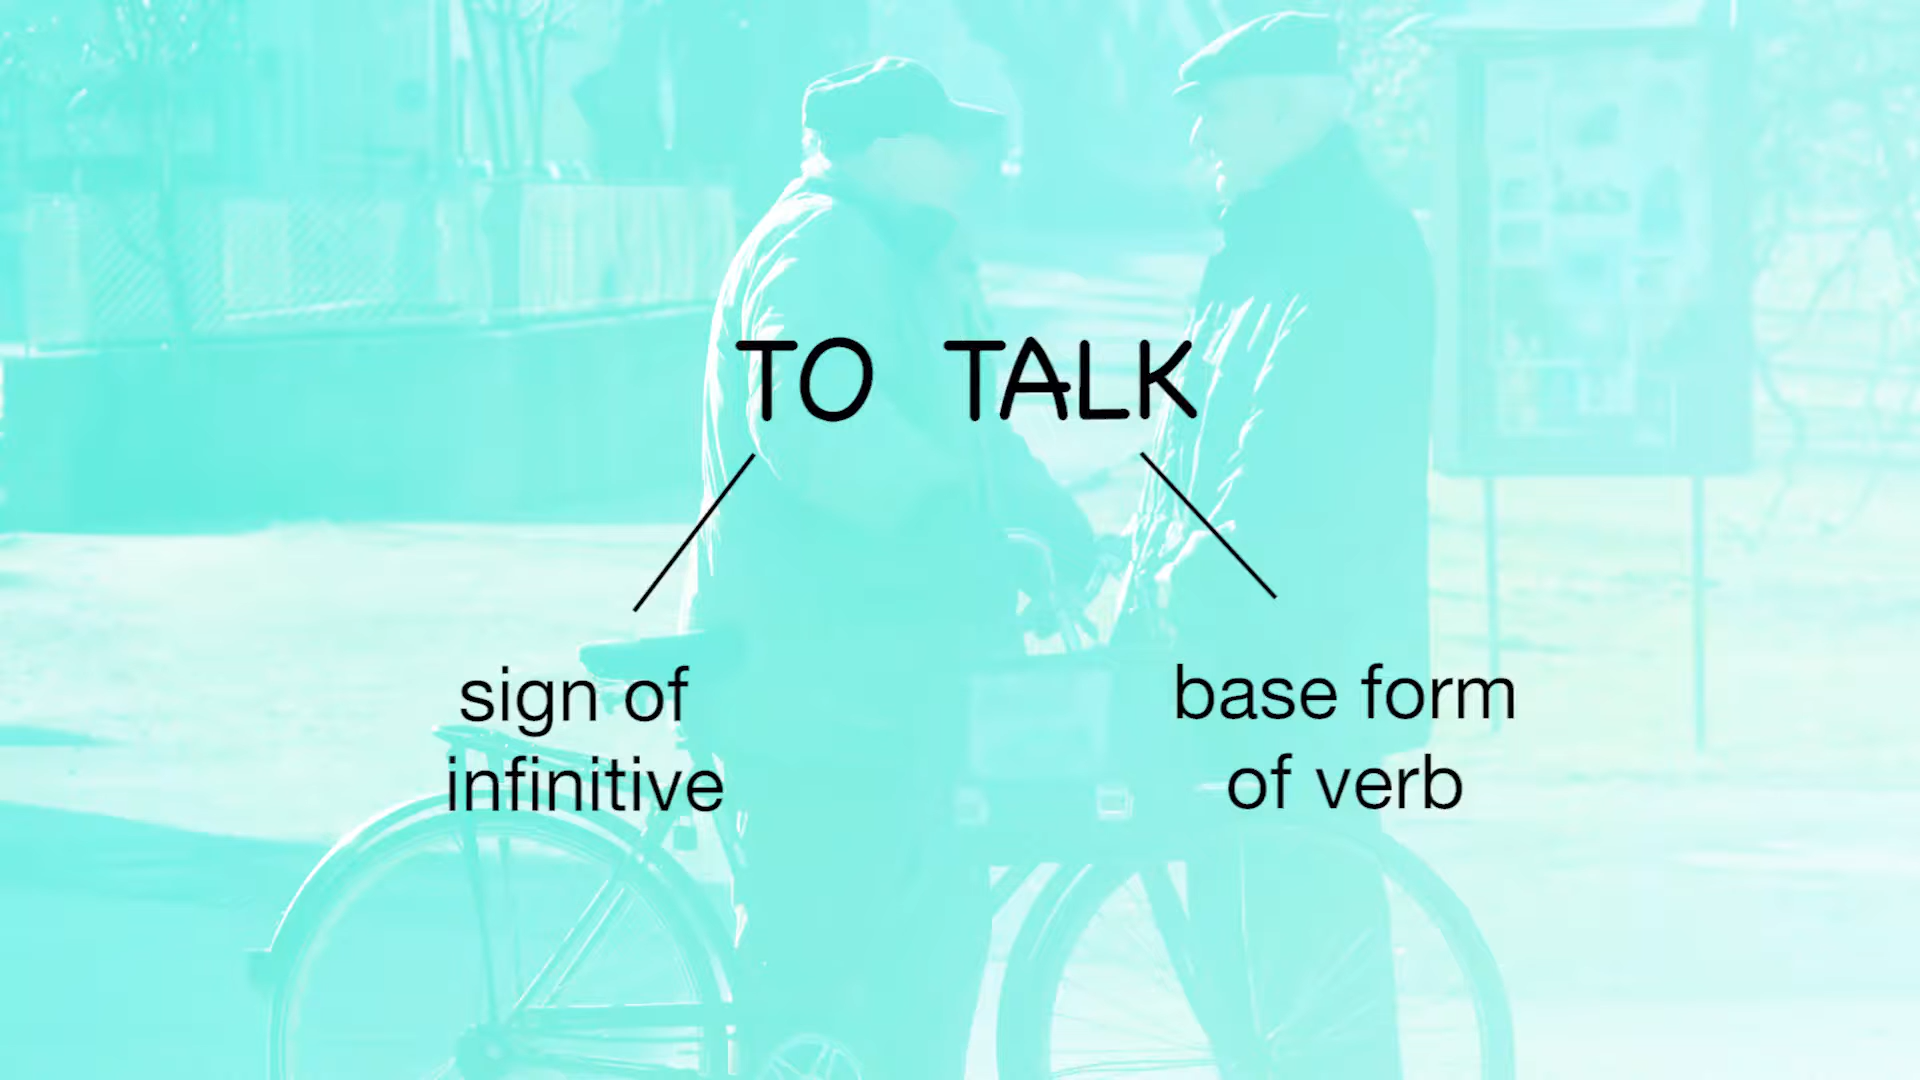 TO TALK
sign of
infinitive
base form
of verb